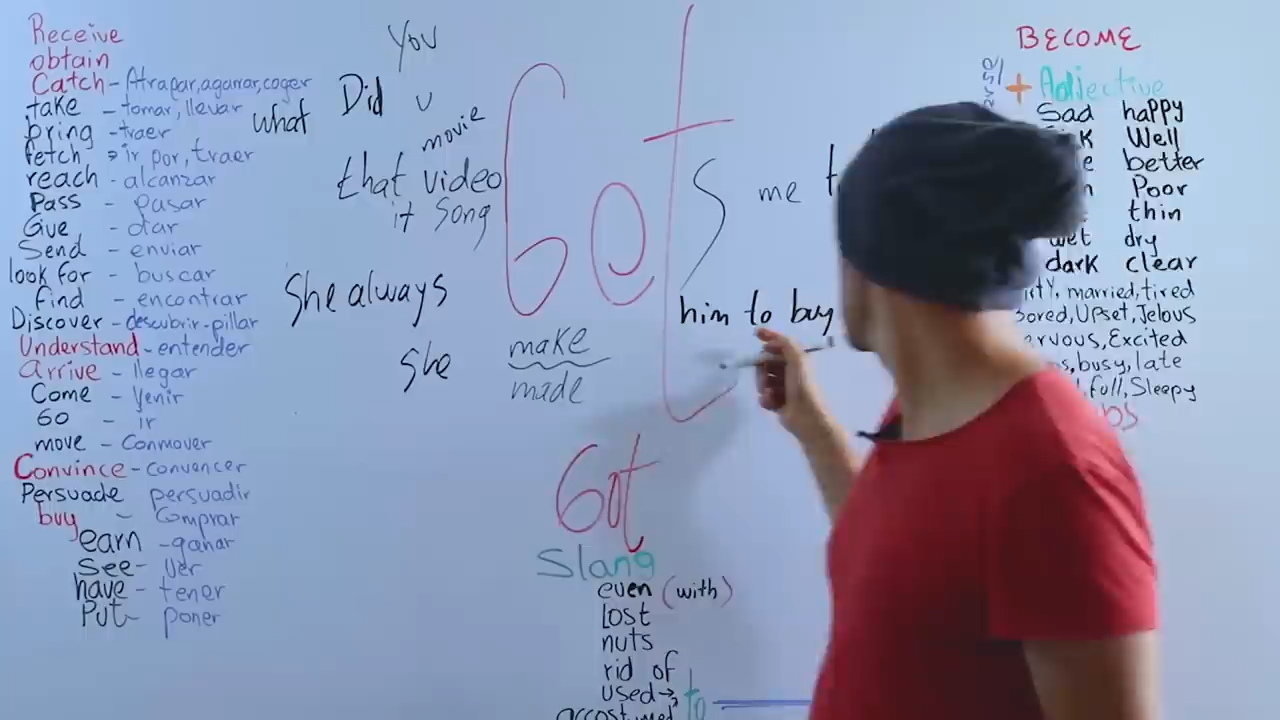 Receive
obtain
Catch - Atrapar, agarrar, coger
take - tomar, llevar
bring - traer
fetch → ir, por, traer
reach - alcanzar
Pass - pasar
Give - dar
Send - enviar
look for - buscar
find - encontrar
Discover - descubrir - pillar
Understand - entender
arrive - llegar
Come - Venir
Go - ir
move - Conmover
Convince - convencer
Persuade persuadir
buy - Comprar
earn - ganar
See - ver
have - tener
Put - poner
You
what Did U
movie
that video
it Song
She always
she
make
made
Get
s me
him to buy
Got
Slang
even (with)
Lost
nuts
rid of
used → to
accostumed
BECOME
+ Adjective
Sad happy
Well
better
Poor
thin
wet dry
dark clear
married, tired
UPset, Jelous
Excited
busy, late
full, Sleepy